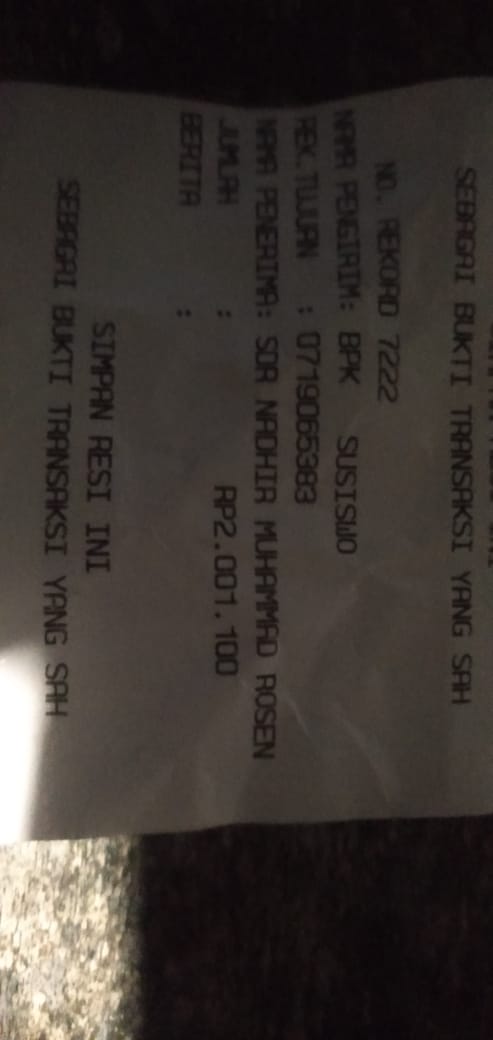 SEBAGAI BUKTI TRANSAKSI YANG SAH
NO. REKORD 7222
NAMA PENGIRIM: BPK SUSISWO
REK.TUJUAN : 0719065383
NAMA PENERIMA: SDR NADHIR MUHAMMAD ROSEN
JUMLAH : RP2.001.100
BERITA :
SIMPAN RESI INI
SEBAGAI BUKTI TRANSAKSI YANG SAH